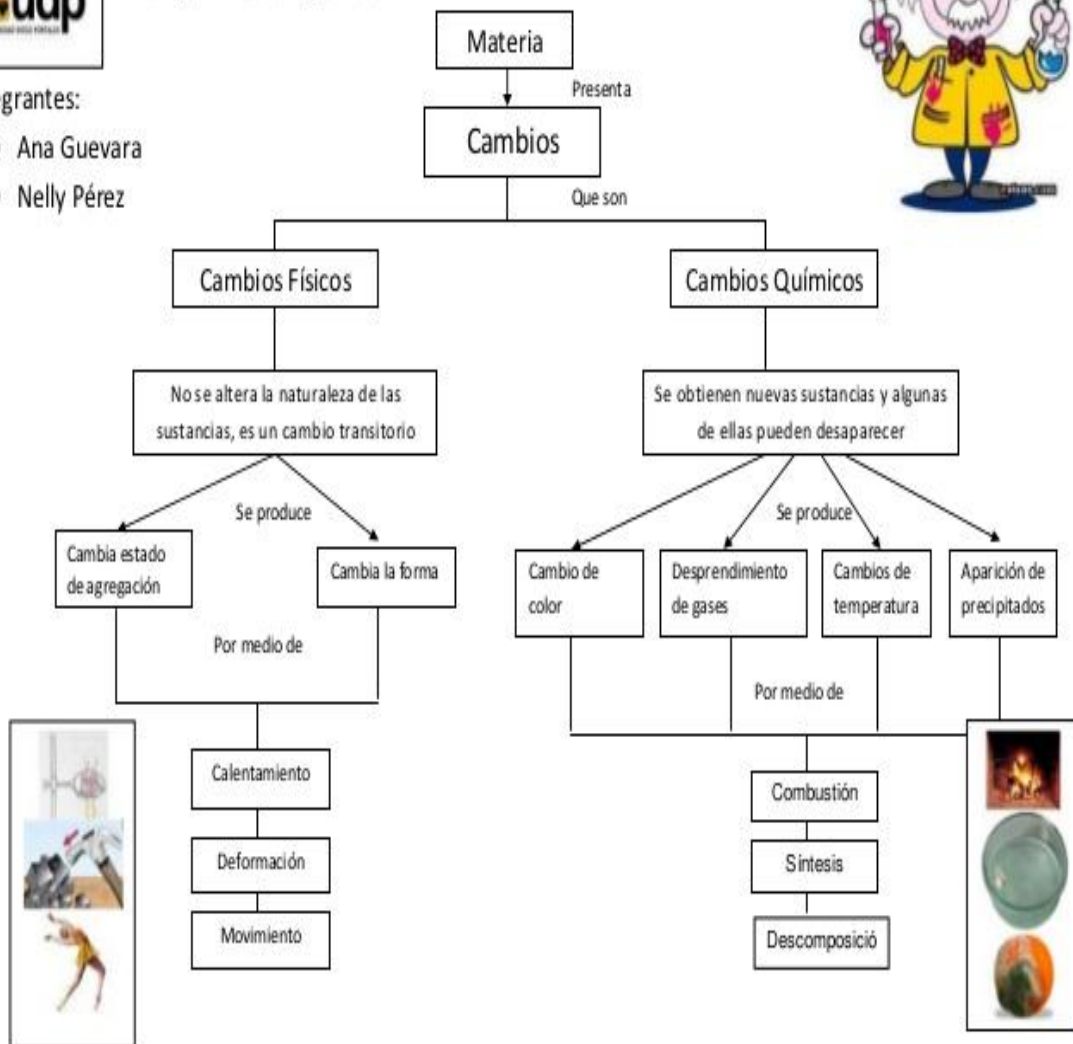 udp
Materia
Presenta
Cambios
grantes:
Ana Guevara
Nelly Pérez
Que son
Cambios Físicos
Cambios Químicos
No se altera la naturaleza de las
sustancias, es un cambio transitorio
Se obtienen nuevas sustancias y algunas
de ellas pueden desaparecer
Se produce
Se produce
Cambia estado
de agregación
Cambia la forma
Cambio de
color
Desprendimiento
de gases
Cambios de
temperatura
Aparición de
precipitados
Por medio de
Por medio de
Calentamiento
Deformación
Movimiento
Combustión
Síntesis
Descomposició